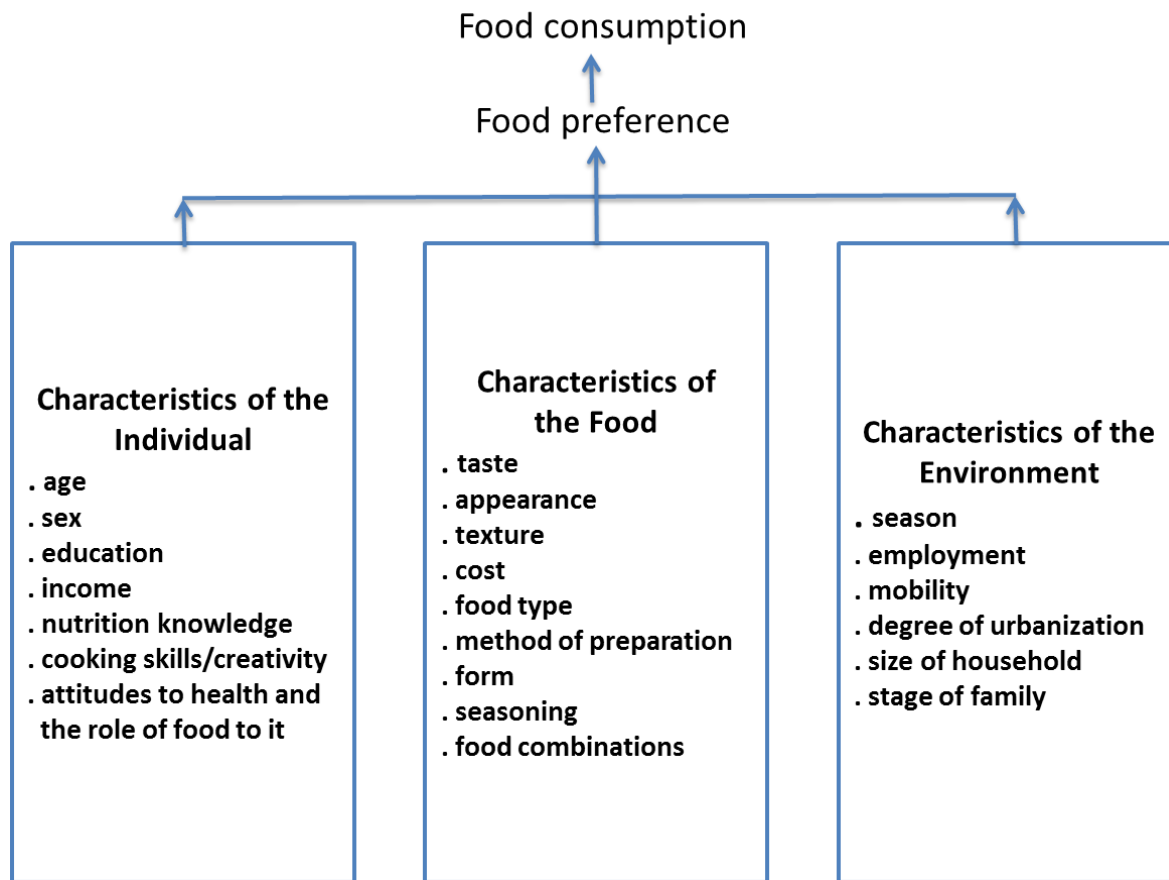 Food consumption
Food preference
Characteristics of the
Individual
. age
. sex
. education
. income
. nutrition knowledge
. cooking skills/creativity
. attitudes to health and
the role of food to it
Characteristics of
the Food
. taste
. appearance
. texture
. cost
. food type
. method of preparation
. form
. seasoning
. food combinations
Characteristics of the
Environment
. season
. employment
. mobility
. degree of urbanization
. size of household
. stage of family